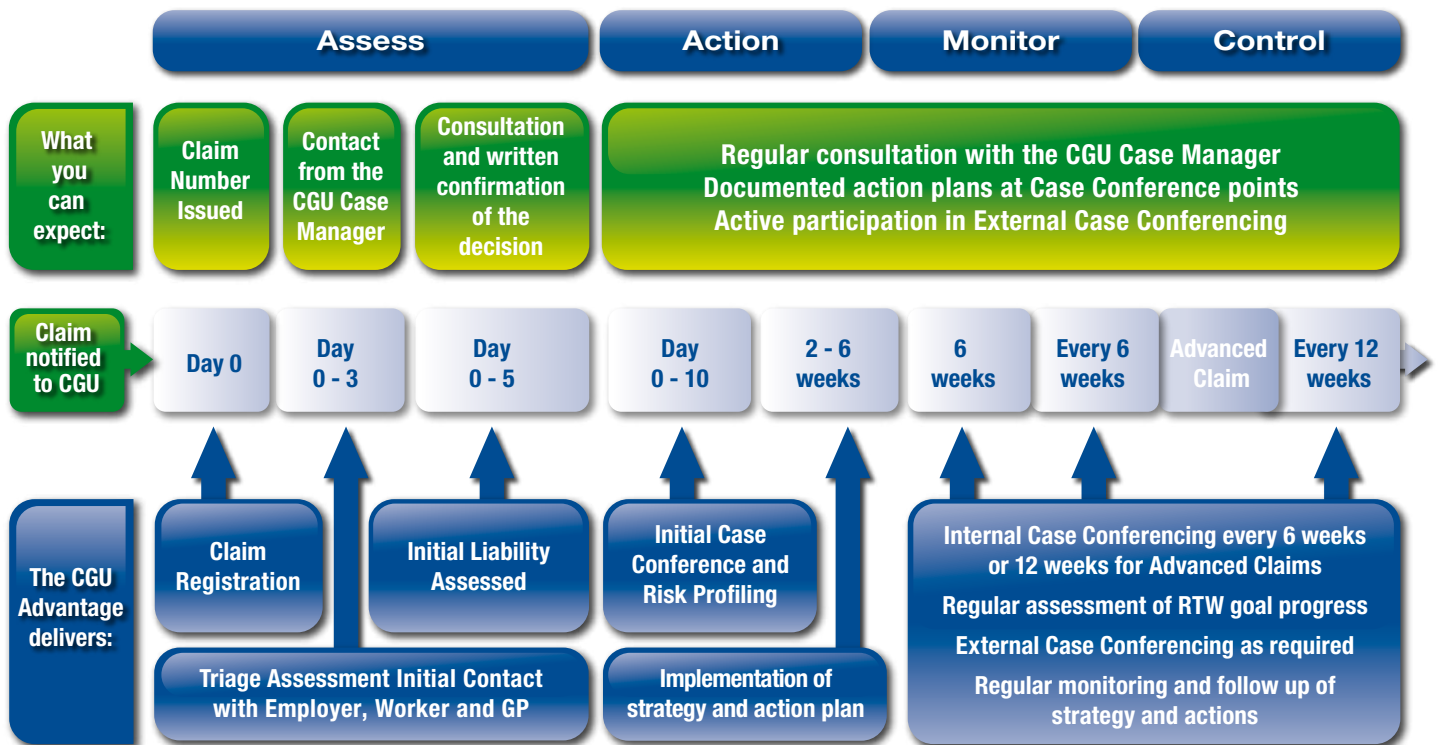 Assess
Action
Monitor
Control
What
you
can
expect:
Claim
Number
Issued
Contact
from the
CGU Case
Manager
Consultation
and written
confirmation
of the
decision
Regular consultation with the CGU Case Manager
Documented action plans at Case Conference points
Active participation in External Case Conferencing
Claim
notified
to CGU
Day 0
Day
0 - 3
Day
0 - 5
Day
0 - 10
2 - 6
weeks
6
weeks
Every 6
weeks
Advanced
Claim
Every 12
weeks
The CGU
Advantage
delivers:
Claim
Registration
Initial Liability
Assessed
Initial Case
Conference and
Risk Profiling
Triage Assessment Initial Contact
with Employer, Worker and GP
Implementation of
strategy and action plan
Internal Case Conferencing every 6 weeks
or 12 weeks for Advanced Claims
Regular assessment of RTW goal progress
External Case Conferencing as required
Regular monitoring and follow up of
strategy and actions